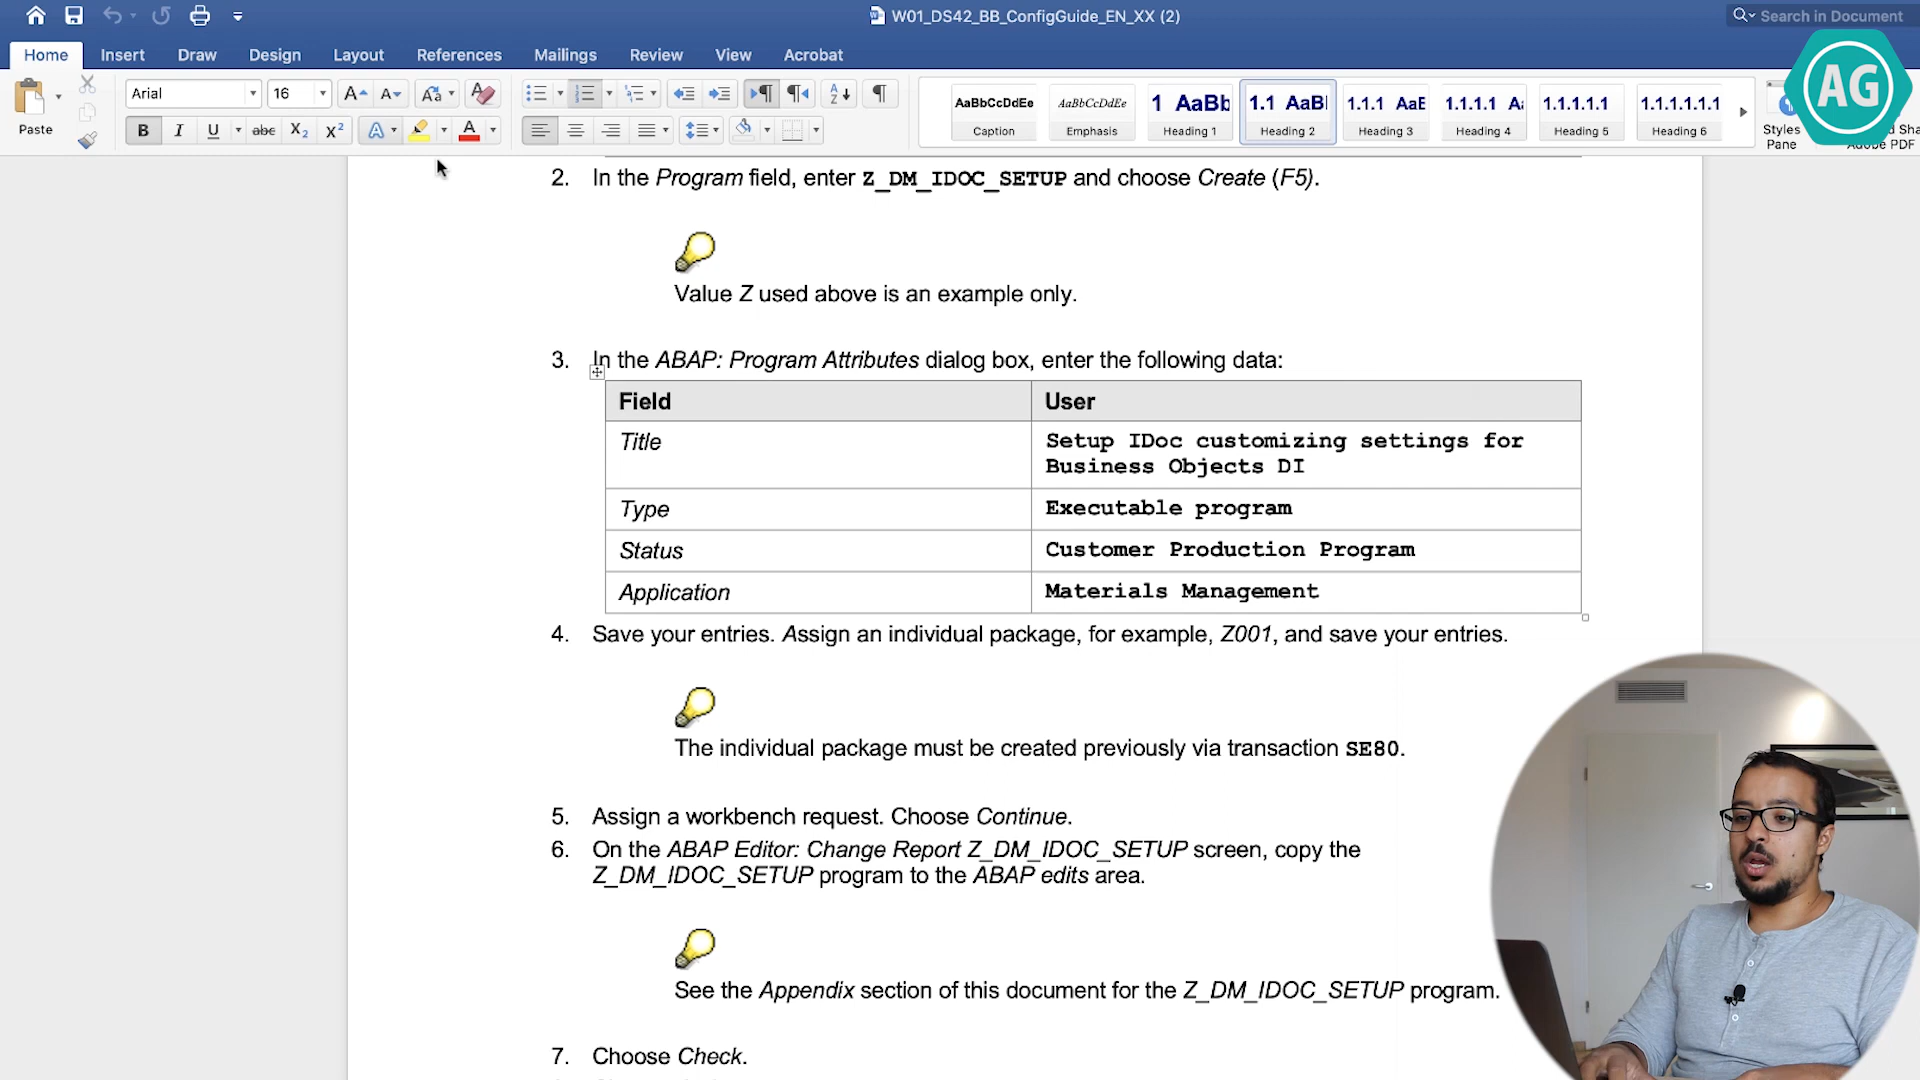 W01_DS42_BB_ConfigGuide_EN_XX (2)
Search in Document
Home Insert Draw Design Layout References Mailings Review View Acrobat
AG
Paste
Arial 16
AaBbCcDdEe AaBbCcDdEe 1 AaBb 1.1 AaBl 1.1.1 AaE 1.1.1.1 A 1.1.1.1.1 1.1.1.1.1.1
Caption Emphasis Heading 1 Heading 2 Heading 3 Heading 4 Heading 5 Heading 6
Styles
Pane
Adobe PDF
2. In the Program field, enter Z_DM_IDOC_SETUP and choose Create (F5).
Value Z used above is an example only.
3. In the ABAP: Program Attributes dialog box, enter the following data:
Field User
Title Setup IDoc customizing settings for
Business Objects DI
Type Executable program
Status Customer Production Program
Application Materials Management
4. Save your entries. Assign an individual package, for example, Z001, and save your entries.
The individual package must be created previously via transaction SE80.
5. Assign a workbench request. Choose Continue.
6. On the ABAP Editor: Change Report Z_DM_IDOC_SETUP screen, copy the
Z_DM_IDOC_SETUP program to the ABAP edits area.
See the Appendix section of this document for the Z_DM_IDOC_SETUP program.
7. Choose Check.